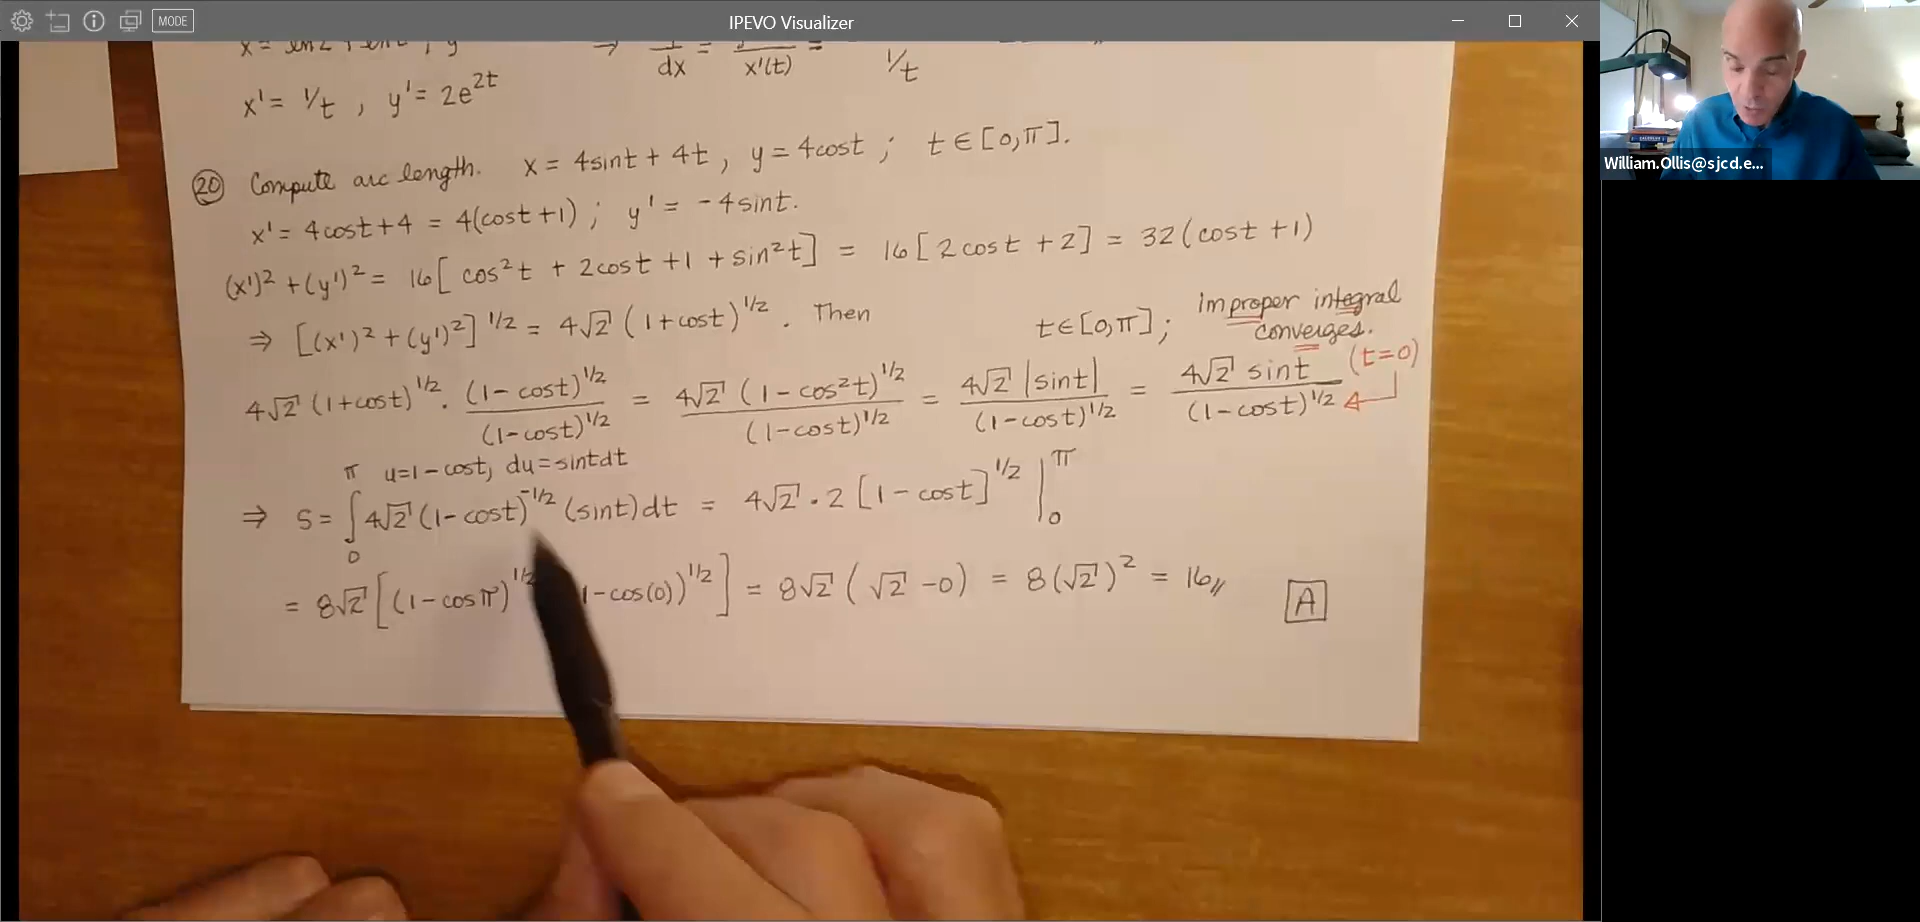 MODE
IPEVO Visualizer
dx = x'(t) = 1/t
x' = 1/t , y' = 2e^{2t}
⑳ Compute arc length. x = 4sint + 4t , y = 4cost ; t ∈ [0,π].
x' = 4cost+4 = 4(cost+1) ; y' = -4sint.
(x')² + (y')² = 16[ cos²t + 2cost + 1 + sin²t] = 16[2cost + 2] = 32(cost + 1)
⇒ [(x')² + (y')²]^{1/2} = 4√2 (1+cost)^{1/2} . Then t∈[0,π] ; Improper integral
converges.
4√2 (1+cost)^{1/2} · (1-cost)^{1/2} / (1-cost)^{1/2} = 4√2 (1-cos²t)^{1/2} / (1-cost)^{1/2} = 4√2 |sint| / (1-cost)^{1/2} = 4√2 sint / (1-cost)^{1/2} (t=0)
u=1-cost, du=sintdt
⇒ S = ∫_0^π 4√2 (1-cost)^{-1/2} (sint)dt = 4√2 · 2 [1-cost]^{1/2} |_0^π
= 8√2 [(1-cosπ)^{1/2} 1-cos(0))^{1/2}] = 8√2 (√2 -0) = 8(√2)² = 16 A
William.Ollis@sjcd.e...